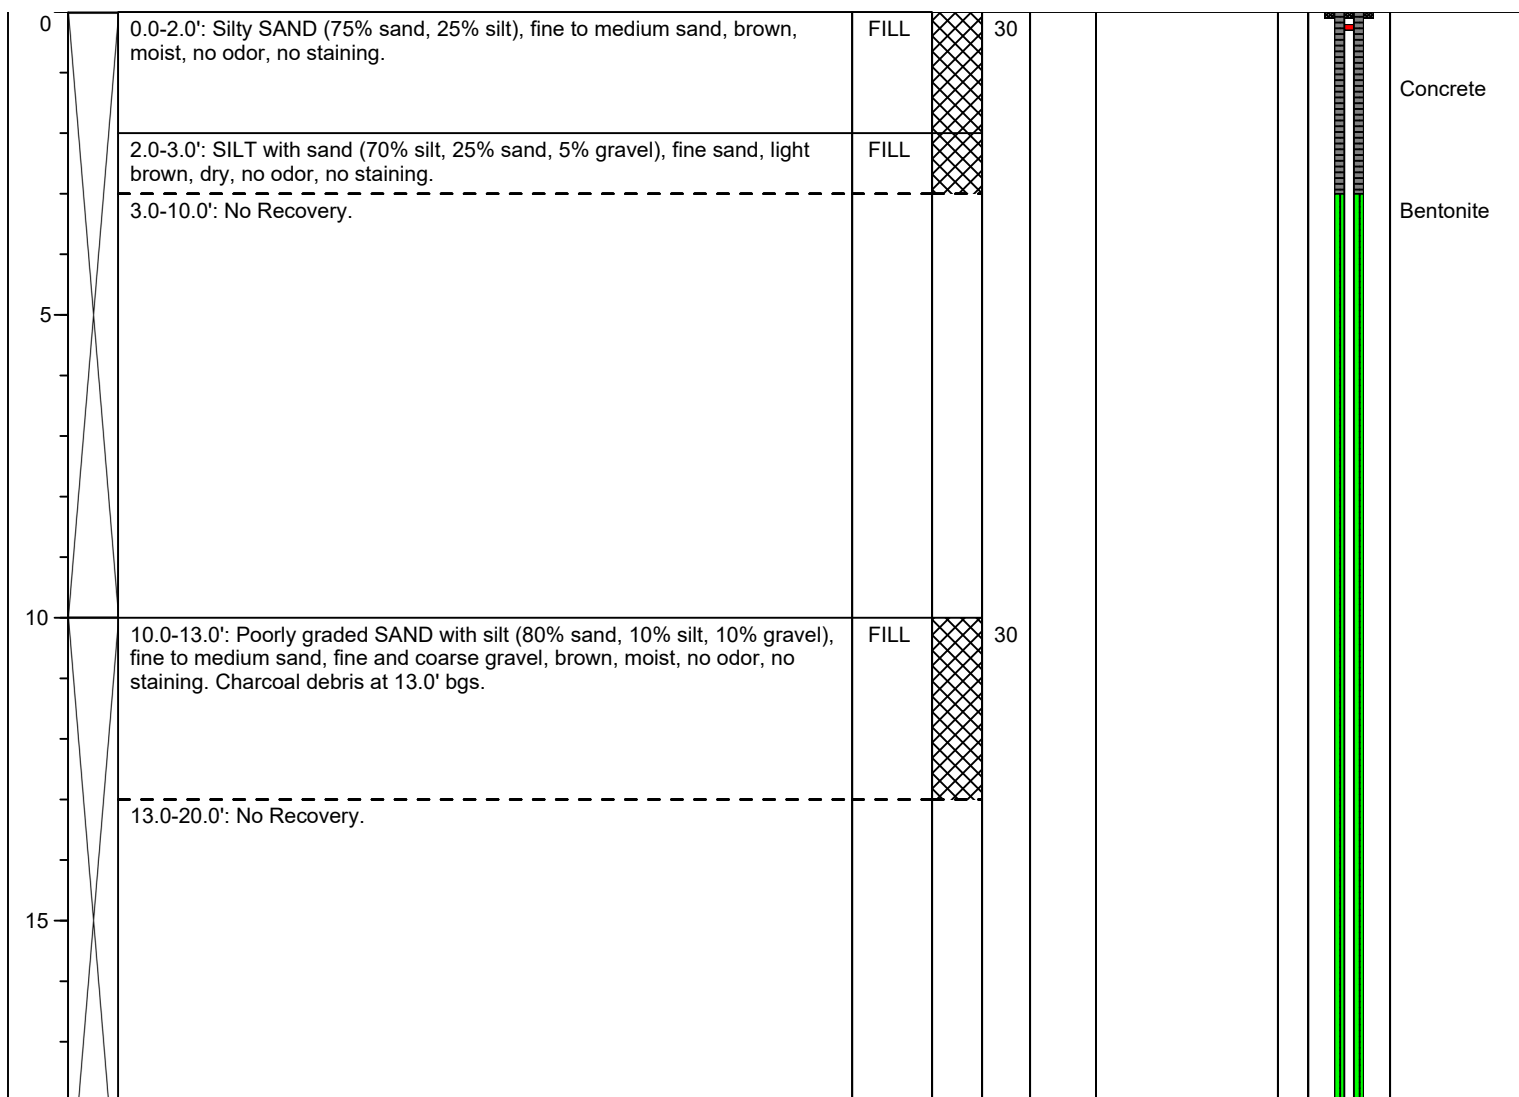 0
0.0-2.0': Silty SAND (75% sand, 25% silt), fine to medium sand, brown,
moist, no odor, no staining.
FILL
30
Concrete
2.0-3.0': SILT with sand (70% silt, 25% sand, 5% gravel), fine sand, light
brown, dry, no odor, no staining.
FILL
3.0-10.0': No Recovery.
Bentonite
5
10
10.0-13.0': Poorly graded SAND with silt (80% sand, 10% silt, 10% gravel),
fine to medium sand, fine and coarse gravel, brown, moist, no odor, no
staining. Charcoal debris at 13.0' bgs.
FILL
30
13.0-20.0': No Recovery.
15